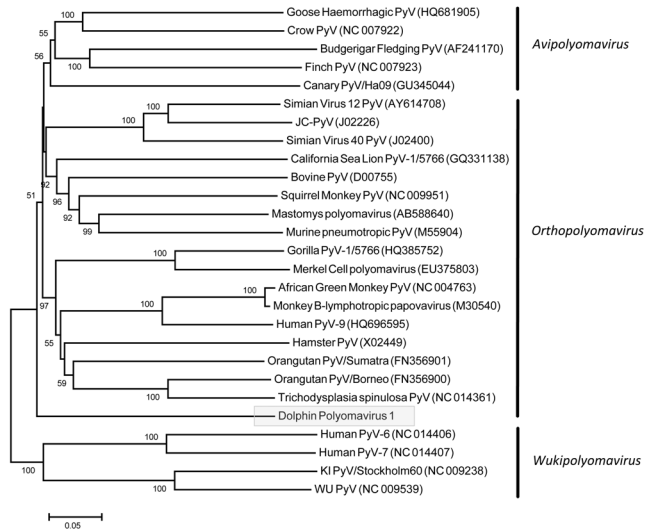 Goose Haemorrhagic PyV (HQ681905)
Crow PyV (NC 007922)
Budgerigar Fledging PyV (AF241170)
Finch PyV (NC 007923)
Canary PyV/Ha09 (GU345044)
Simian Virus 12 PyV (AY614708)
JC-PyV (J02226)
Simian Virus 40 PyV (J02400)
California Sea Lion PyV-1/5766 (GQ331138)
Bovine PyV (D00755)
Squirrel Monkey PyV (NC 009951)
Mastomys polyomavirus (AB588640)
Murine pneumotropic PyV (M55904)
Gorilla PyV-1/5766 (HQ385752)
Merkel Cell polyomavirus (EU375803)
African Green Monkey PyV (NC 004763)
Monkey B-lymphotropic papovavirus (M30540)
Human PyV-9 (HQ696595)
Hamster PyV (X02449)
Orangutan PyV/Sumatra (FN356901)
Orangutan PyV/Borneo (FN356900)
Trichodysplasia spinulosa PyV (NC 014361)
Dolphin Polyomavirus 1
Human PyV-6 (NC 014406)
Human PyV-7 (NC 014407)
KI PyV/Stockholm60 (NC 009238)
WU PyV (NC 009539)
Avipolyomavirus
Orthopolyomavirus
Wukipolyomavirus
100
55
56
100
100
100
92
96
92
99
51
100
97
100
100
55
59
100
100
100
100
0.05